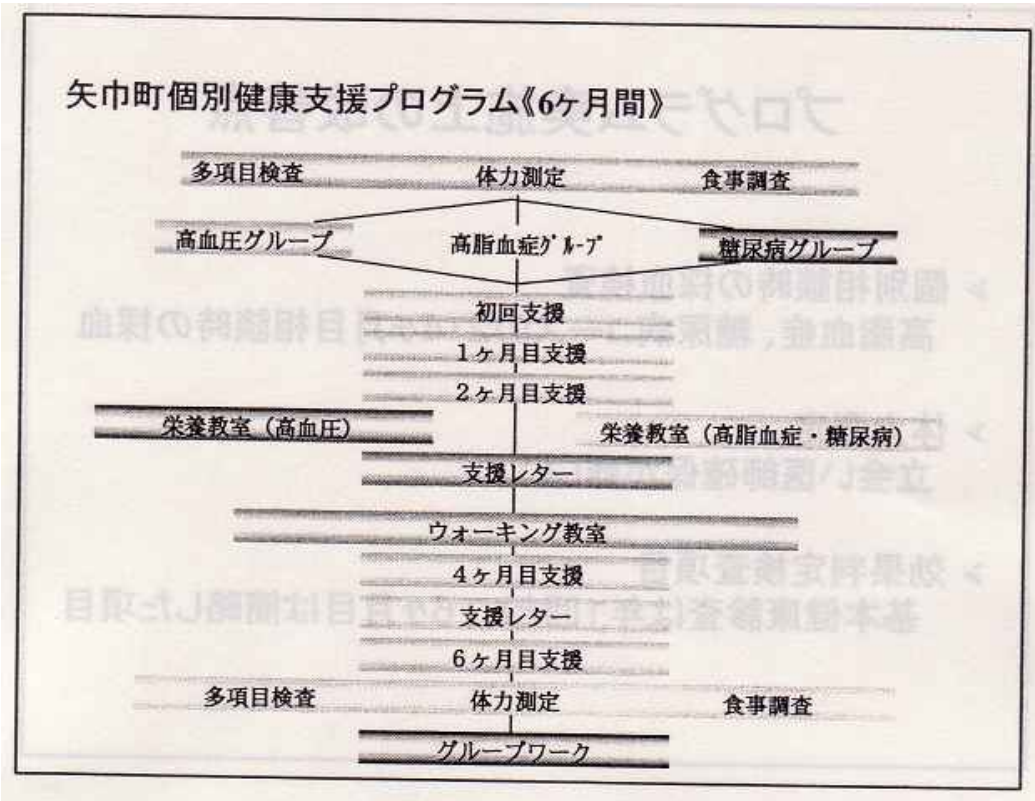 矢巾町個別健康支援プログラム《6ヶ月間》
多項目検査 体力測定 食事調査
高血圧グループ 高脂血症グループ 糖尿病グループ
初回支援
1ヶ月目支援
2ヶ月目支援
栄養教室（高血圧） 栄養教室（高脂血症・糖尿病）
支援レター
ウォーキング教室
4ヶ月目支援
支援レター
6ヶ月目支援
多項目検査 体力測定 食事調査
グループワーク